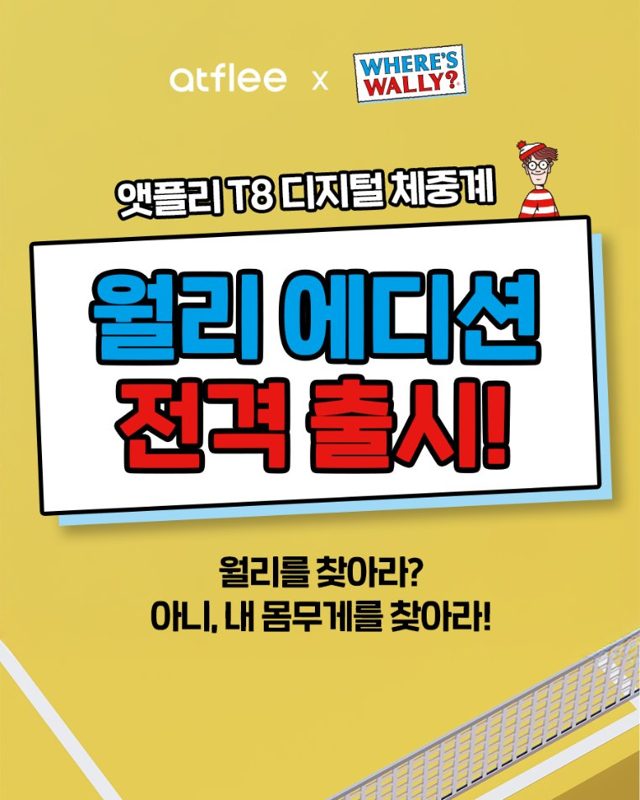 atflee x WHERE'S WALLY?
앳플리 T8 디지털 체중계
월리 에디션
전격 출시!
월리를 찾아라?
아니, 내 몸무게를 찾아라!